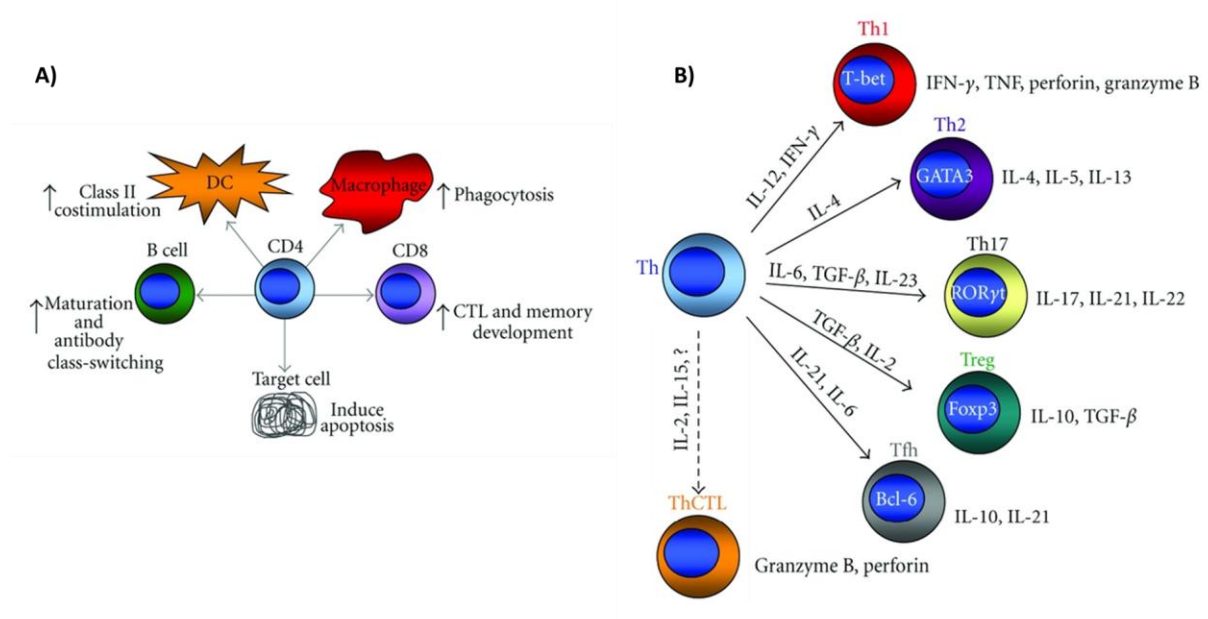 A)
DC
↑ Class II
costimulation
Macrophage
↑ Phagocytosis
B cell
CD4
CD8
↑ Maturation
and
antibody
class-switching
↑ CTL and memory
development
Target cell
Induce
apoptosis
B)
Th1
T-bet
IFN-γ, TNF, perforin, granzyme B
IL-12, IFN-γ
Th2
GATA3
IL-4, IL-5, IL-13
IL-4
Th
Th17
RORγt
IL-17, IL-21, IL-22
IL-6, TGF-β, IL-23
Treg
Foxp3
IL-10, TGF-β
TGF-β, IL-2
Tfh
Bcl-6
IL-10, IL-21
IL-21, IL-6
IL-2, IL-15, ?
ThCTL
Granzyme B, perforin